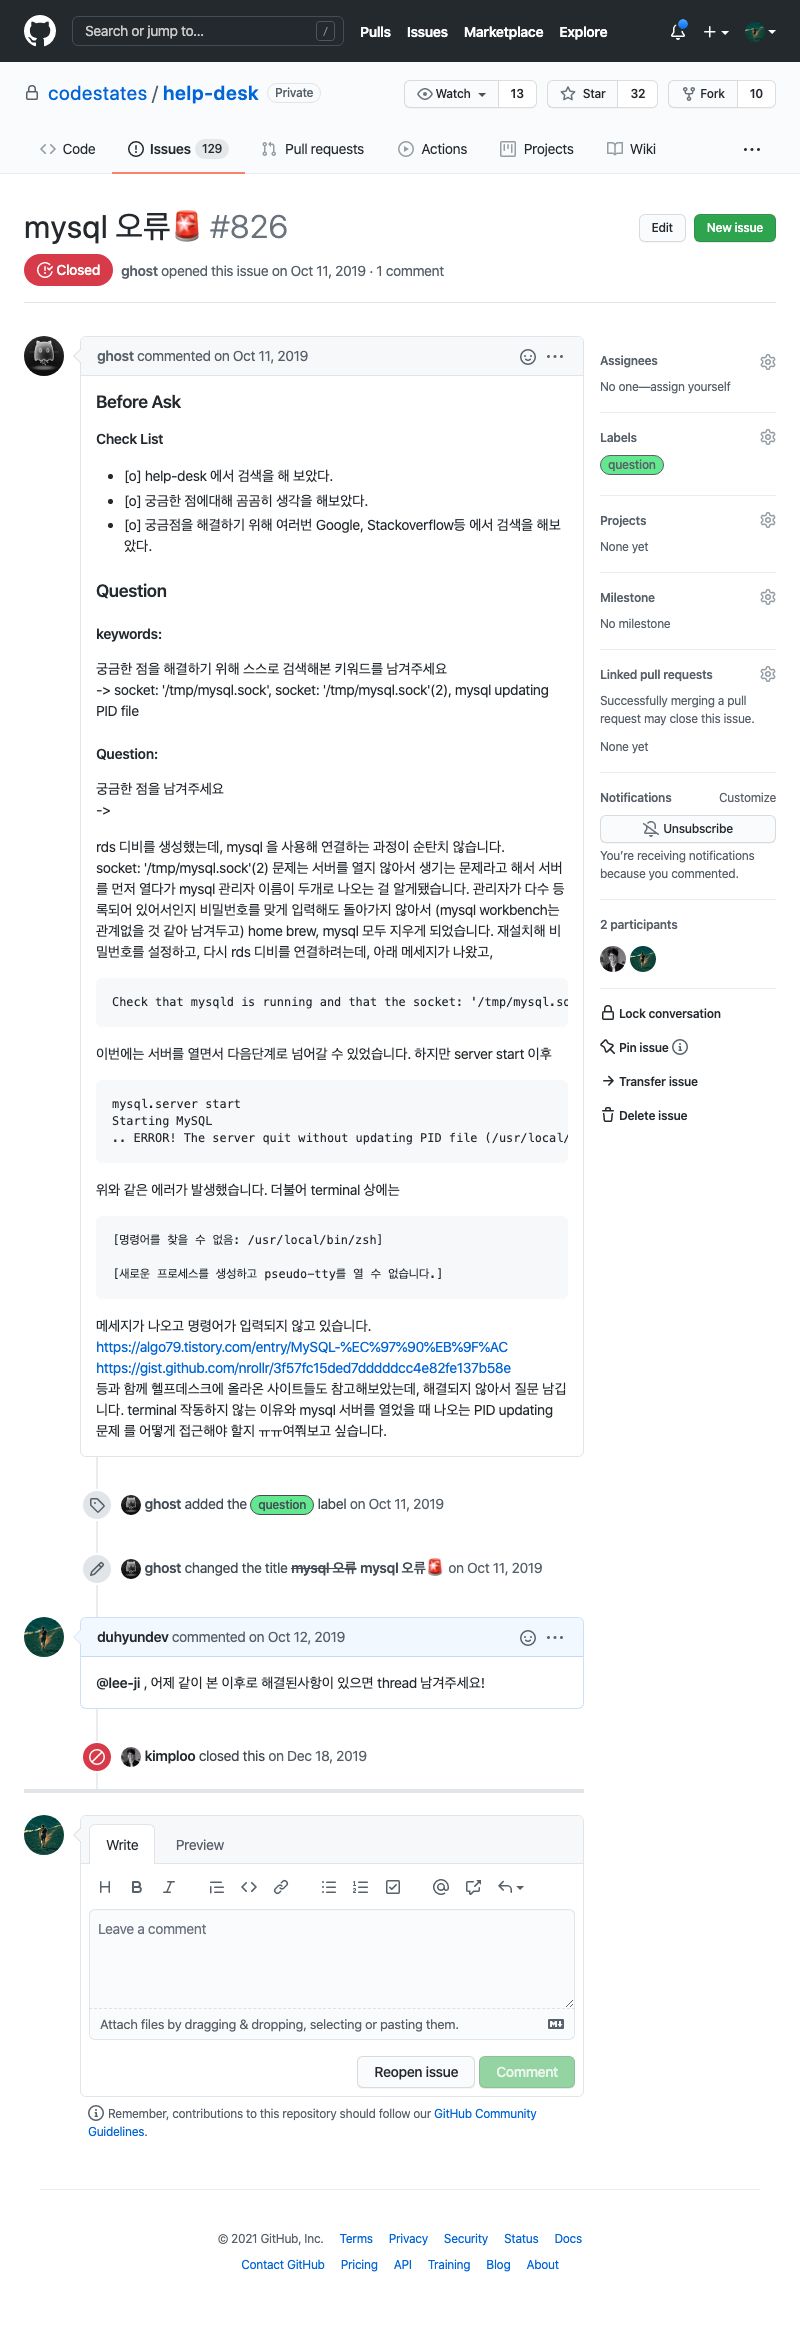 Search or jump to...
/
Pulls
Issues
Marketplace
Explore
codestates / help-desk
Private
Watch
13
Star
32
Fork
10
Code
Issues 129
Pull requests
Actions
Projects
Wiki
mysql 오류🚨 #826
Edit
New issue
Closed
ghost opened this issue on Oct 11, 2019 · 1 comment
ghost commented on Oct 11, 2019
Before Ask
Check List
• [o] help-desk 에서 검색을 해 보았다.
• [o] 궁금한 점에대해 곰곰히 생각을 해보았다.
• [o] 궁금점을 해결하기 위해 여러번 Google, Stackoverflow등 에서 검색을 해보
았다.
Question
keywords:
궁금한 점을 해결하기 위해 스스로 검색해본 키워드를 남겨주세요
-> socket: '/tmp/mysql.sock', socket: '/tmp/mysql.sock'(2), mysql updating
PID file
Question:
궁금한 점을 남겨주세요
->
rds 디비를 생성했는데, mysql 을 사용해 연결하는 과정이 순탄치 않습니다.
socket: '/tmp/mysql.sock'(2) 문제는 서버를 열지 않아서 생기는 문제라고 해서 서버
를 먼저 열다가 mysql 관리자 이름이 두개로 나오는 걸 알게됐습니다. 관리자가 다수 등
록되어 있어서인지 비밀번호를 맞게 입력해도 돌아가지 않아서 (mysql workbench는
관계없을 것 같아 남겨두고) home brew, mysql 모두 지우게 되었습니다. 재설치해 비
밀번호를 설정하고, 다시 rds 디비를 연결하려는데, 아래 메세지가 나왔고,
Check that mysqld is running and that the socket: '/tmp/mysql.so
이번에는 서버를 열면서 다음단계로 넘어갈 수 있었습니다. 하지만 server start 이후
mysql.server start
Starting MySQL
.. ERROR! The server quit without updating PID file (/usr/local/
위와 같은 에러가 발생했습니다. 더불어 terminal 상에는
[명령어를 찾을 수 없음: /usr/local/bin/zsh]
[새로운 프로세스를 생성하고 pseudo-tty를 열 수 없습니다.]
메세지가 나오고 명령어가 입력되지 않고 있습니다.
https://algo79.tistory.com/entry/MySQL-%EC%97%90%EB%9F%AC
https://gist.github.com/nrollr/3f57fc15ded7dddddcc4e82fe137b58e
등과 함께 헬프데스크에 올라온 사이트들도 참고해보았는데, 해결되지 않아서 질문 남깁
니다. terminal 작동하지 않는 이유와 mysql 서버를 열었을 때 나오는 PID updating
문제 를 어떻게 접근해야 할지 ㅠㅠ여쭤보고 싶습니다.
ghost added the question label on Oct 11, 2019
ghost changed the title mysql 오류 mysql 오류🚨 on Oct 11, 2019
duhyundev commented on Oct 12, 2019
@lee-ji , 어제 같이 본 이후로 해결된사항이 있으면 thread 남겨주세요!
kimploo closed this on Dec 18, 2019
Write
Preview
Leave a comment
Attach files by dragging & dropping, selecting or pasting them.
Reopen issue
Comment
Remember, contributions to this repository should follow our GitHub Community
Guidelines.
Assignees
No one—assign yourself
Labels
question
Projects
None yet
Milestone
No milestone
Linked pull requests
Successfully merging a pull
request may close this issue.
None yet
Notifications
Customize
Unsubscribe
You're receiving notifications
because you commented.
2 participants
Lock conversation
Pin issue
Transfer issue
Delete issue
© 2021 GitHub, Inc.
Terms
Privacy
Security
Status
Docs
Contact GitHub
Pricing
API
Training
Blog
About